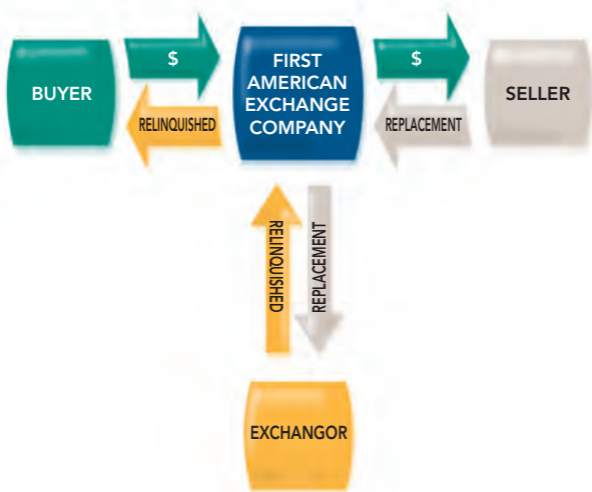 $
BUYER
RELINQUISHED
FIRST
AMERICAN
EXCHANGE
COMPANY
$
REPLACEMENT
SELLER
RELINQUISHED
REPLACEMENT
EXCHANGOR